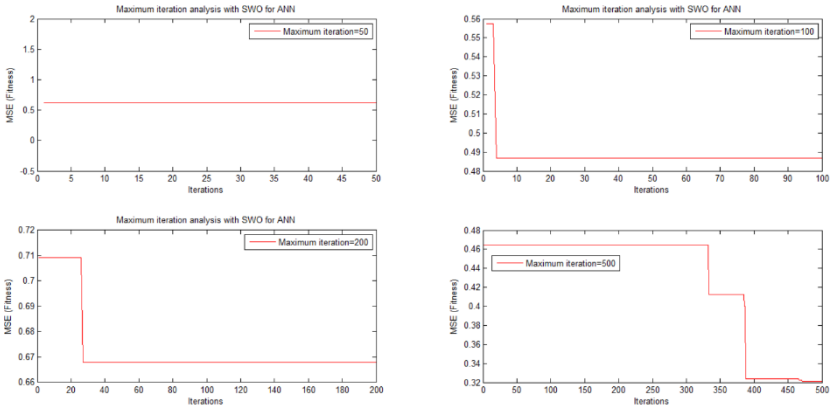 Maximum iteration analysis with SWO for ANN
Maximum iteration=50
MSE (Fitness)
2
1.5
1
0.5
0
-0.5
0 5 10 15 20 25 30 35 40 45 50
Iterations
Maximum iteration analysis with SWO for ANN
Maximum iteration=100
MSE (Fitness)
0.56
0.55
0.54
0.53
0.52
0.51
0.5
0.49
0.48
0 10 20 30 40 50 60 70 80 90 100
Iterations
Maximum iteration analysis with SWO for ANN
Maximum iteration=200
MSE (Fitness)
0.72
0.71
0.7
0.69
0.68
0.67
0.66
0 20 40 60 80 100 120 140 160 180 200
Iterations
Maximum iteration=500
MSE (Fitness)
0.48
0.46
0.44
0.42
0.4
0.38
0.36
0.34
0.32
0 50 100 150 200 250 300 350 400 450 500
Iterations